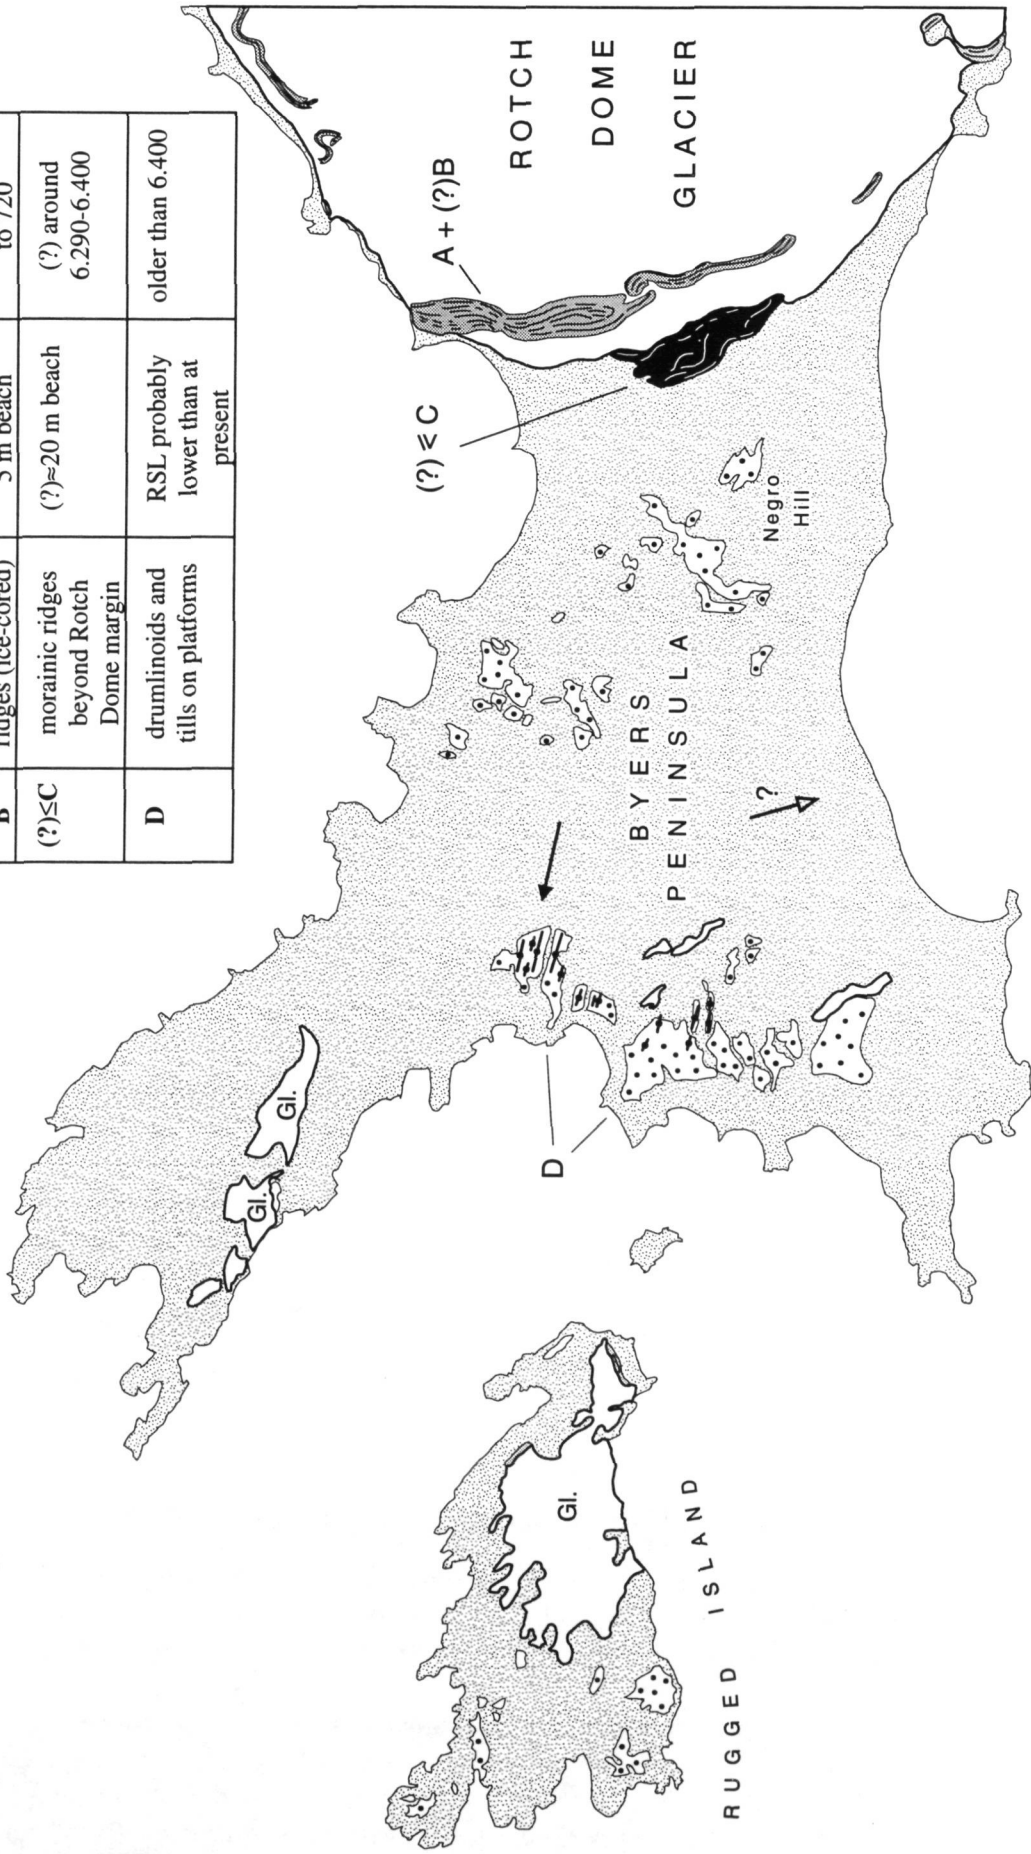 B
ridges (ice-cored)
5 m beach
to 720
(?)≤C
morainic ridges
beyond Rotch
Dome margin
(?)≈20 m beach
(?) around
6.290-6.400
D
drumlinoids and
tills on platforms
RSL probably
lower than at
present
older than 6.400
ROTCH
DOME
GLACIER
A + (?)B
(?) ≤ C
Negro
Hill
BYERS
PENINSULA
?
D
Gl.
Gl.
Gl.
RUGGED ISLAND